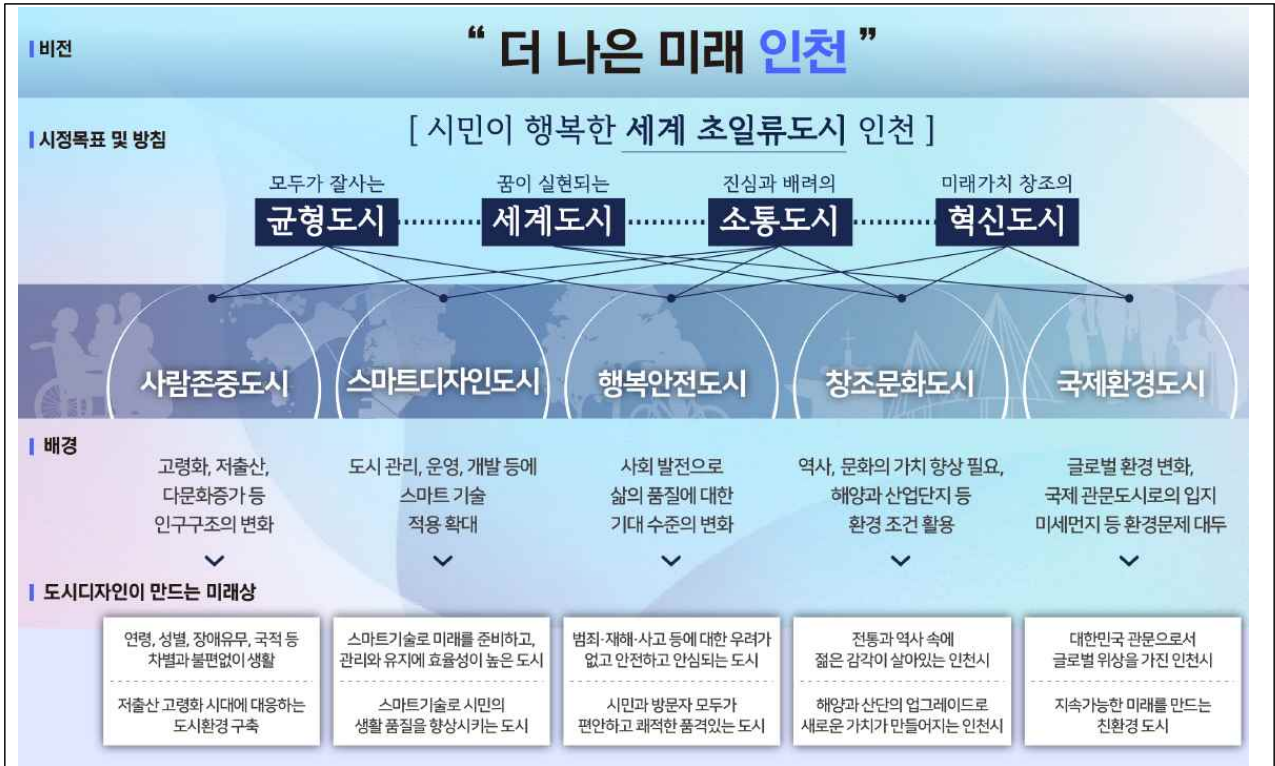 비전
“ 더 나은 미래 인천 ”
시정목표 및 방침
[ 시민이 행복한 세계 초일류도시 인천 ]
모두가 잘사는
균형도시
꿈이 실현되는
세계도시
진심과 배려의
소통도시
미래가치 창조의
혁신도시
사람존중도시
스마트디자인도시
행복안전도시
창조문화도시
국제환경도시
배경
고령화, 저출산,
다문화증가 등
인구구조의 변화
도시 관리, 운영, 개발 등에
스마트 기술
적용 확대
사회 발전으로
삶의 품질에 대한
기대 수준의 변화
역사, 문화의 가치 향상 필요,
해양과 산업단지 등
환경 조건 활용
글로벌 환경 변화,
국제 관문도시로의 입지
미세먼지 등 환경문제 대두
도시디자인이 만드는 미래상
연령, 성별, 장애유무, 국적 등
차별과 불편없이 생활
저출산 고령화 시대에 대응하는
도시환경 구축
스마트기술로 미래를 준비하고,
관리와 유지에 효율성이 높은 도시
스마트기술로 시민의
생활 품질을 향상시키는 도시
범죄·재해·사고 등에 대한 우려가
없고 안전하고 안심되는 도시
시민과 방문자 모두가
편안하고 쾌적한 품격있는 도시
전통과 역사 속에
젊은 감각이 살아있는 인천시
해양과 산단의 업그레이드로
새로운 가치가 만들어지는 인천시
대한민국 관문으로서
글로벌 위상을 가진 인천시
지속가능한 미래를 만드는
친환경 도시